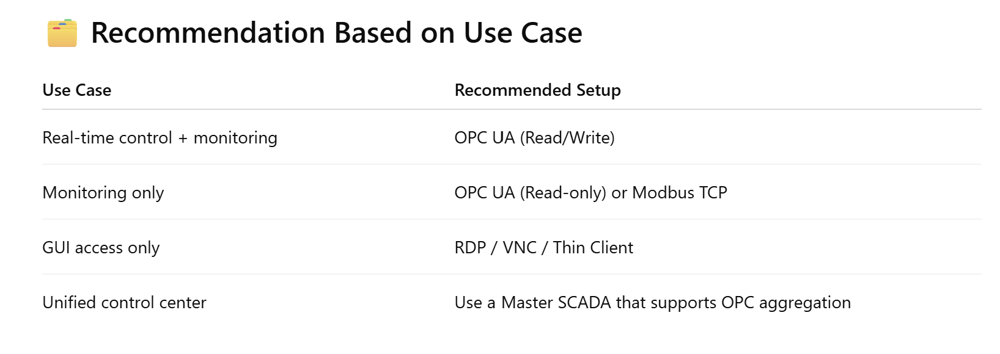 Recommendation Based on Use Case
Use Case Recommended Setup
Real-time control + monitoring OPC UA (Read/Write)
Monitoring only OPC UA (Read-only) or Modbus TCP
GUI access only RDP / VNC / Thin Client
Unified control center Use a Master SCADA that supports OPC aggregation